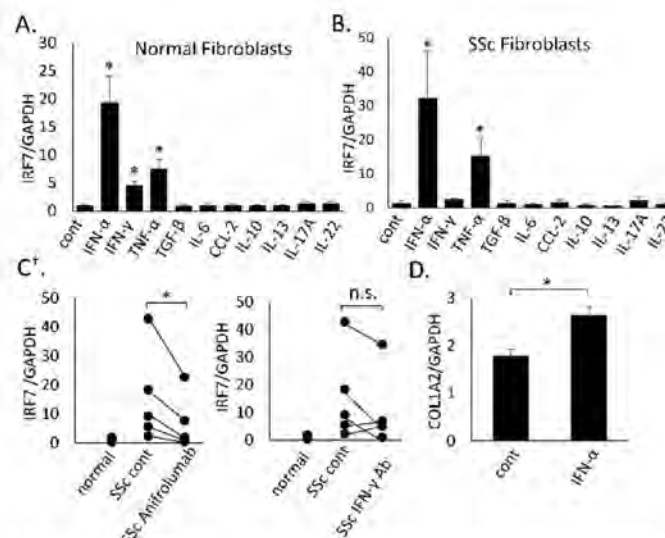 A.
Normal Fibroblasts
IRF7/GAPDH
30
25
20
15
10
5
0
*
*
*
cont
IFN-α
IFN-γ
TNF-α
TGF-β
IL-6
CCL-2
IL-10
IL-13
IL-17A
IL-22
B.
SSc Fibroblasts
IRF7/GAPDH
50
40
30
20
10
0
*
*
cont
IFN-α
IFN-γ
TNF-α
TGF-β
IL-6
CCL-2
IL-10
IL-13
IL-17A
C†.
IRF7/GAPDH
50
40
30
20
10
0
*
normal
SSc cont
SSc Anifrolumab
IRF7/GAPDH
50
40
30
20
10
0
n.s.
normal
SSc cont
SSc IFN-γ Ab
D.
COL1A2/GAPDH
3
2
1
0
*
cont
IFN-α